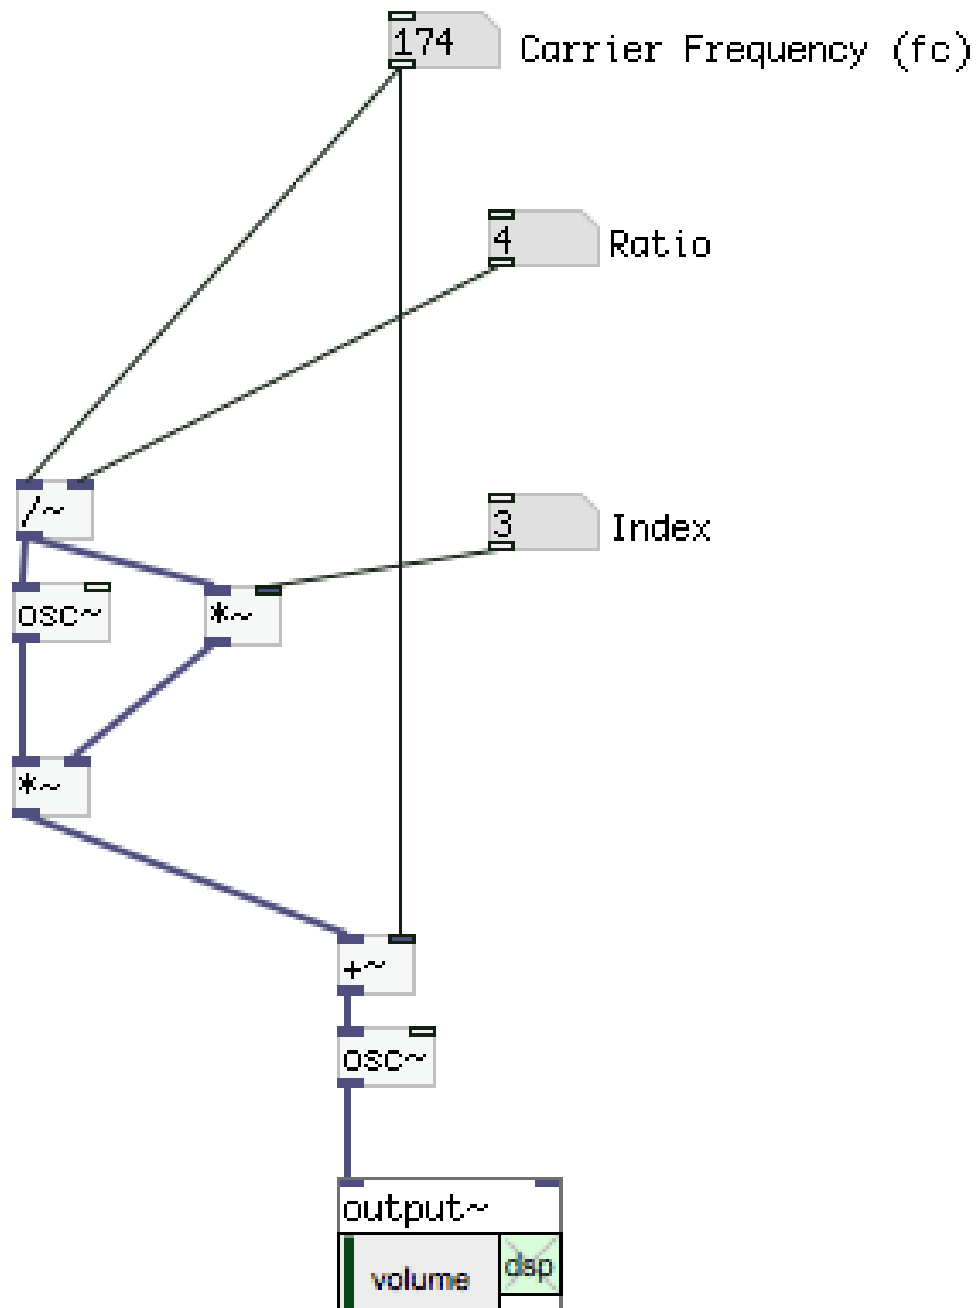 174 Carrier Frequency (fc)
4 Ratio
/~
3 Index
osc~
*~
*~
+~
osc~
output~
volume dsp